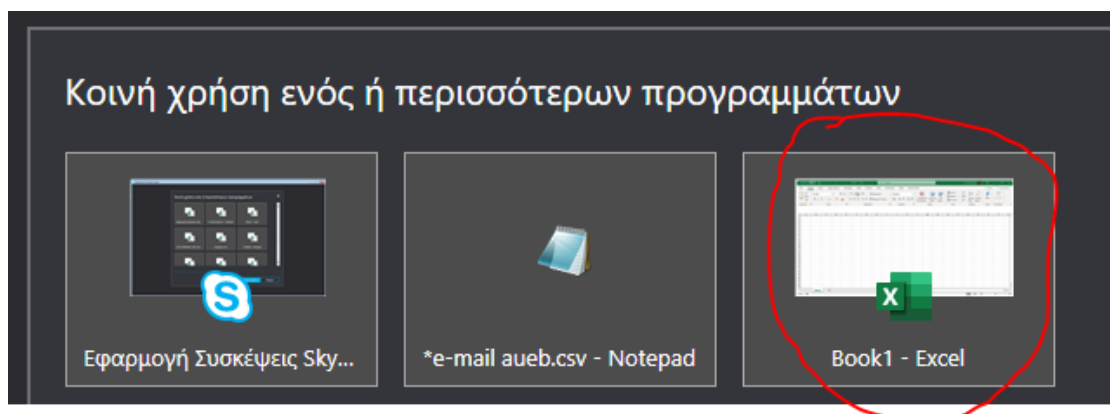 Κοινή χρήση ενός ή περισσότερων προγραμμάτων
Εφαρμογή Συσκέψεις Sky...
*e-mail aueb.csv - Notepad
Book1 - Excel